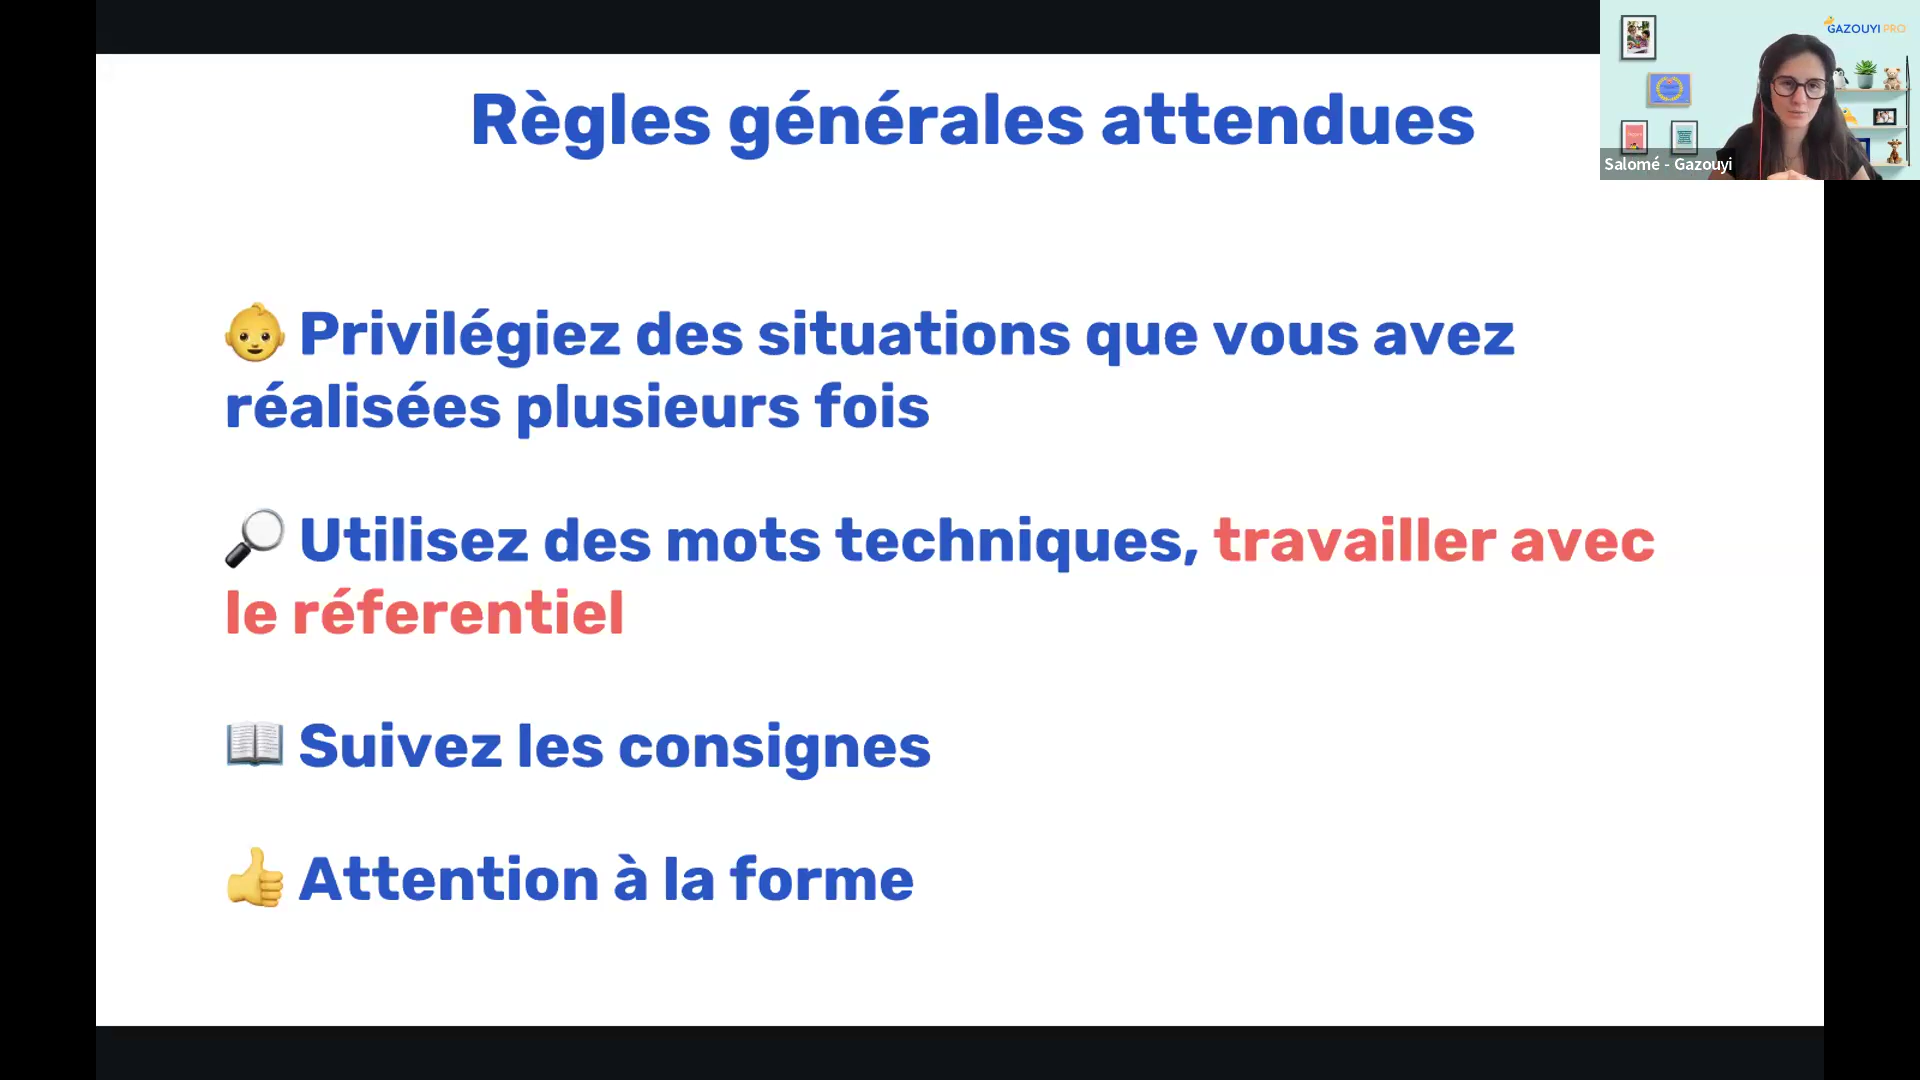 Règles générales attendues
GAZOUYI PRO
Salomé - Gazouyi
👶 Privilégiez des situations que vous avez
réalisées plusieurs fois
🔎 Utilisez des mots techniques, travailler avec
le réferentiel
📖 Suivez les consignes
👍 Attention à la forme